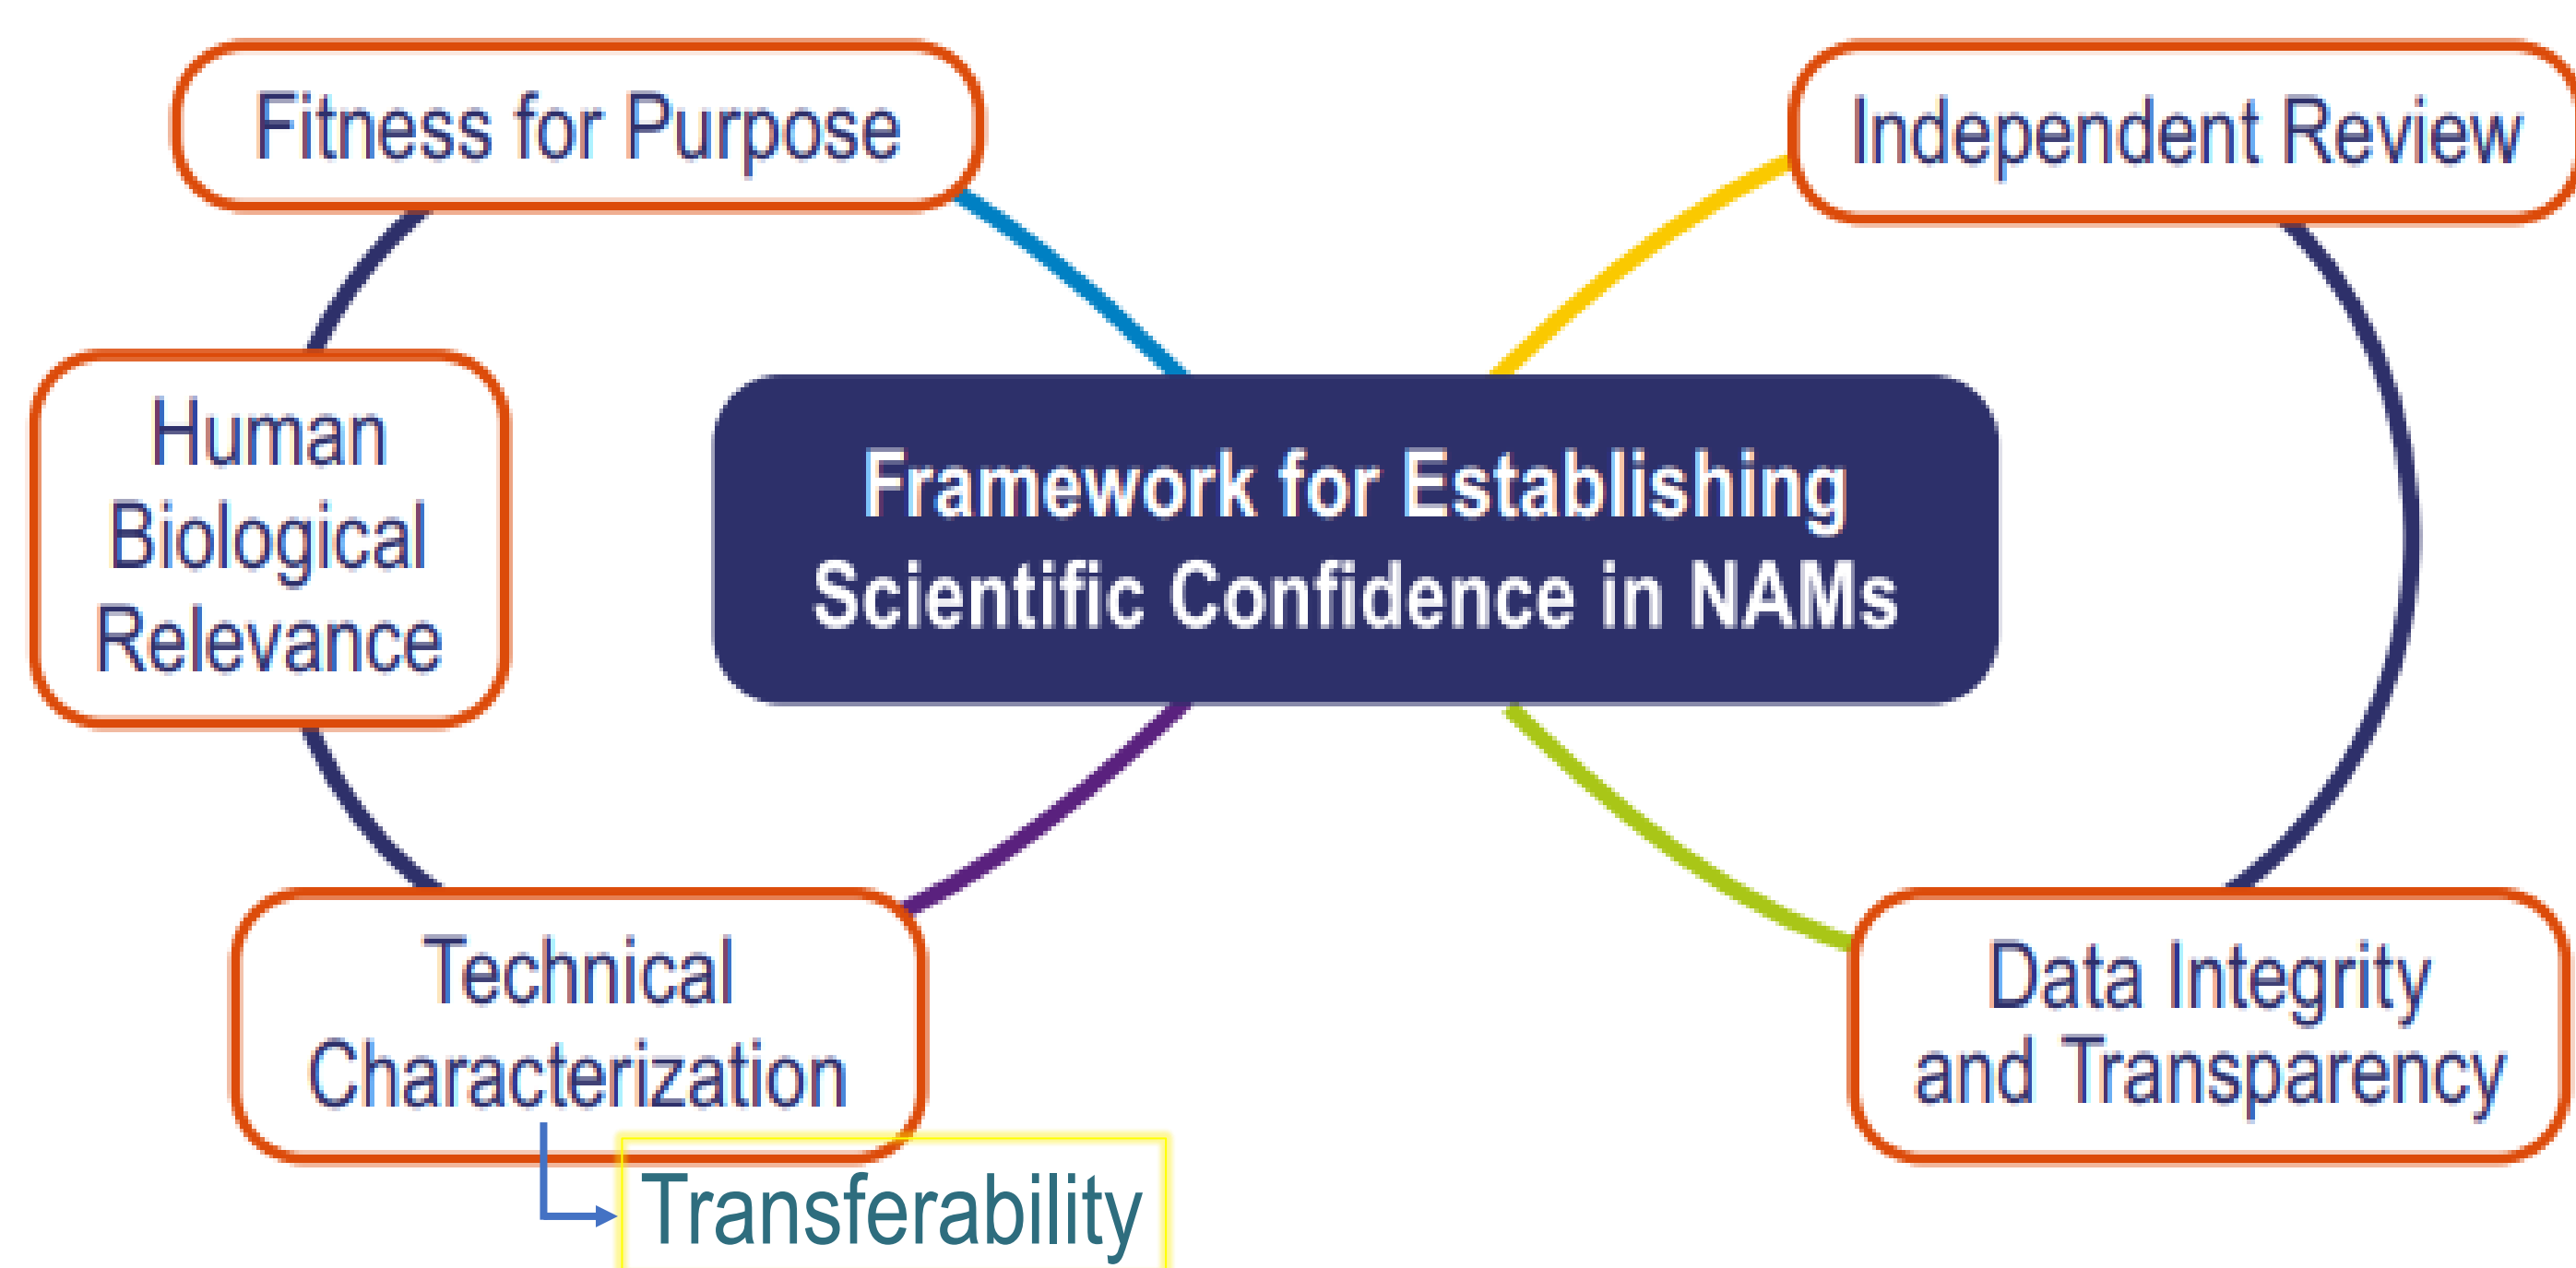 Fitness for Purpose
Independent Review
Human
Biological
Relevance
Framework for Establishing
Scientific Confidence in NAMs
Technical
Characterization
Data Integrity
and Transparency
Transferability